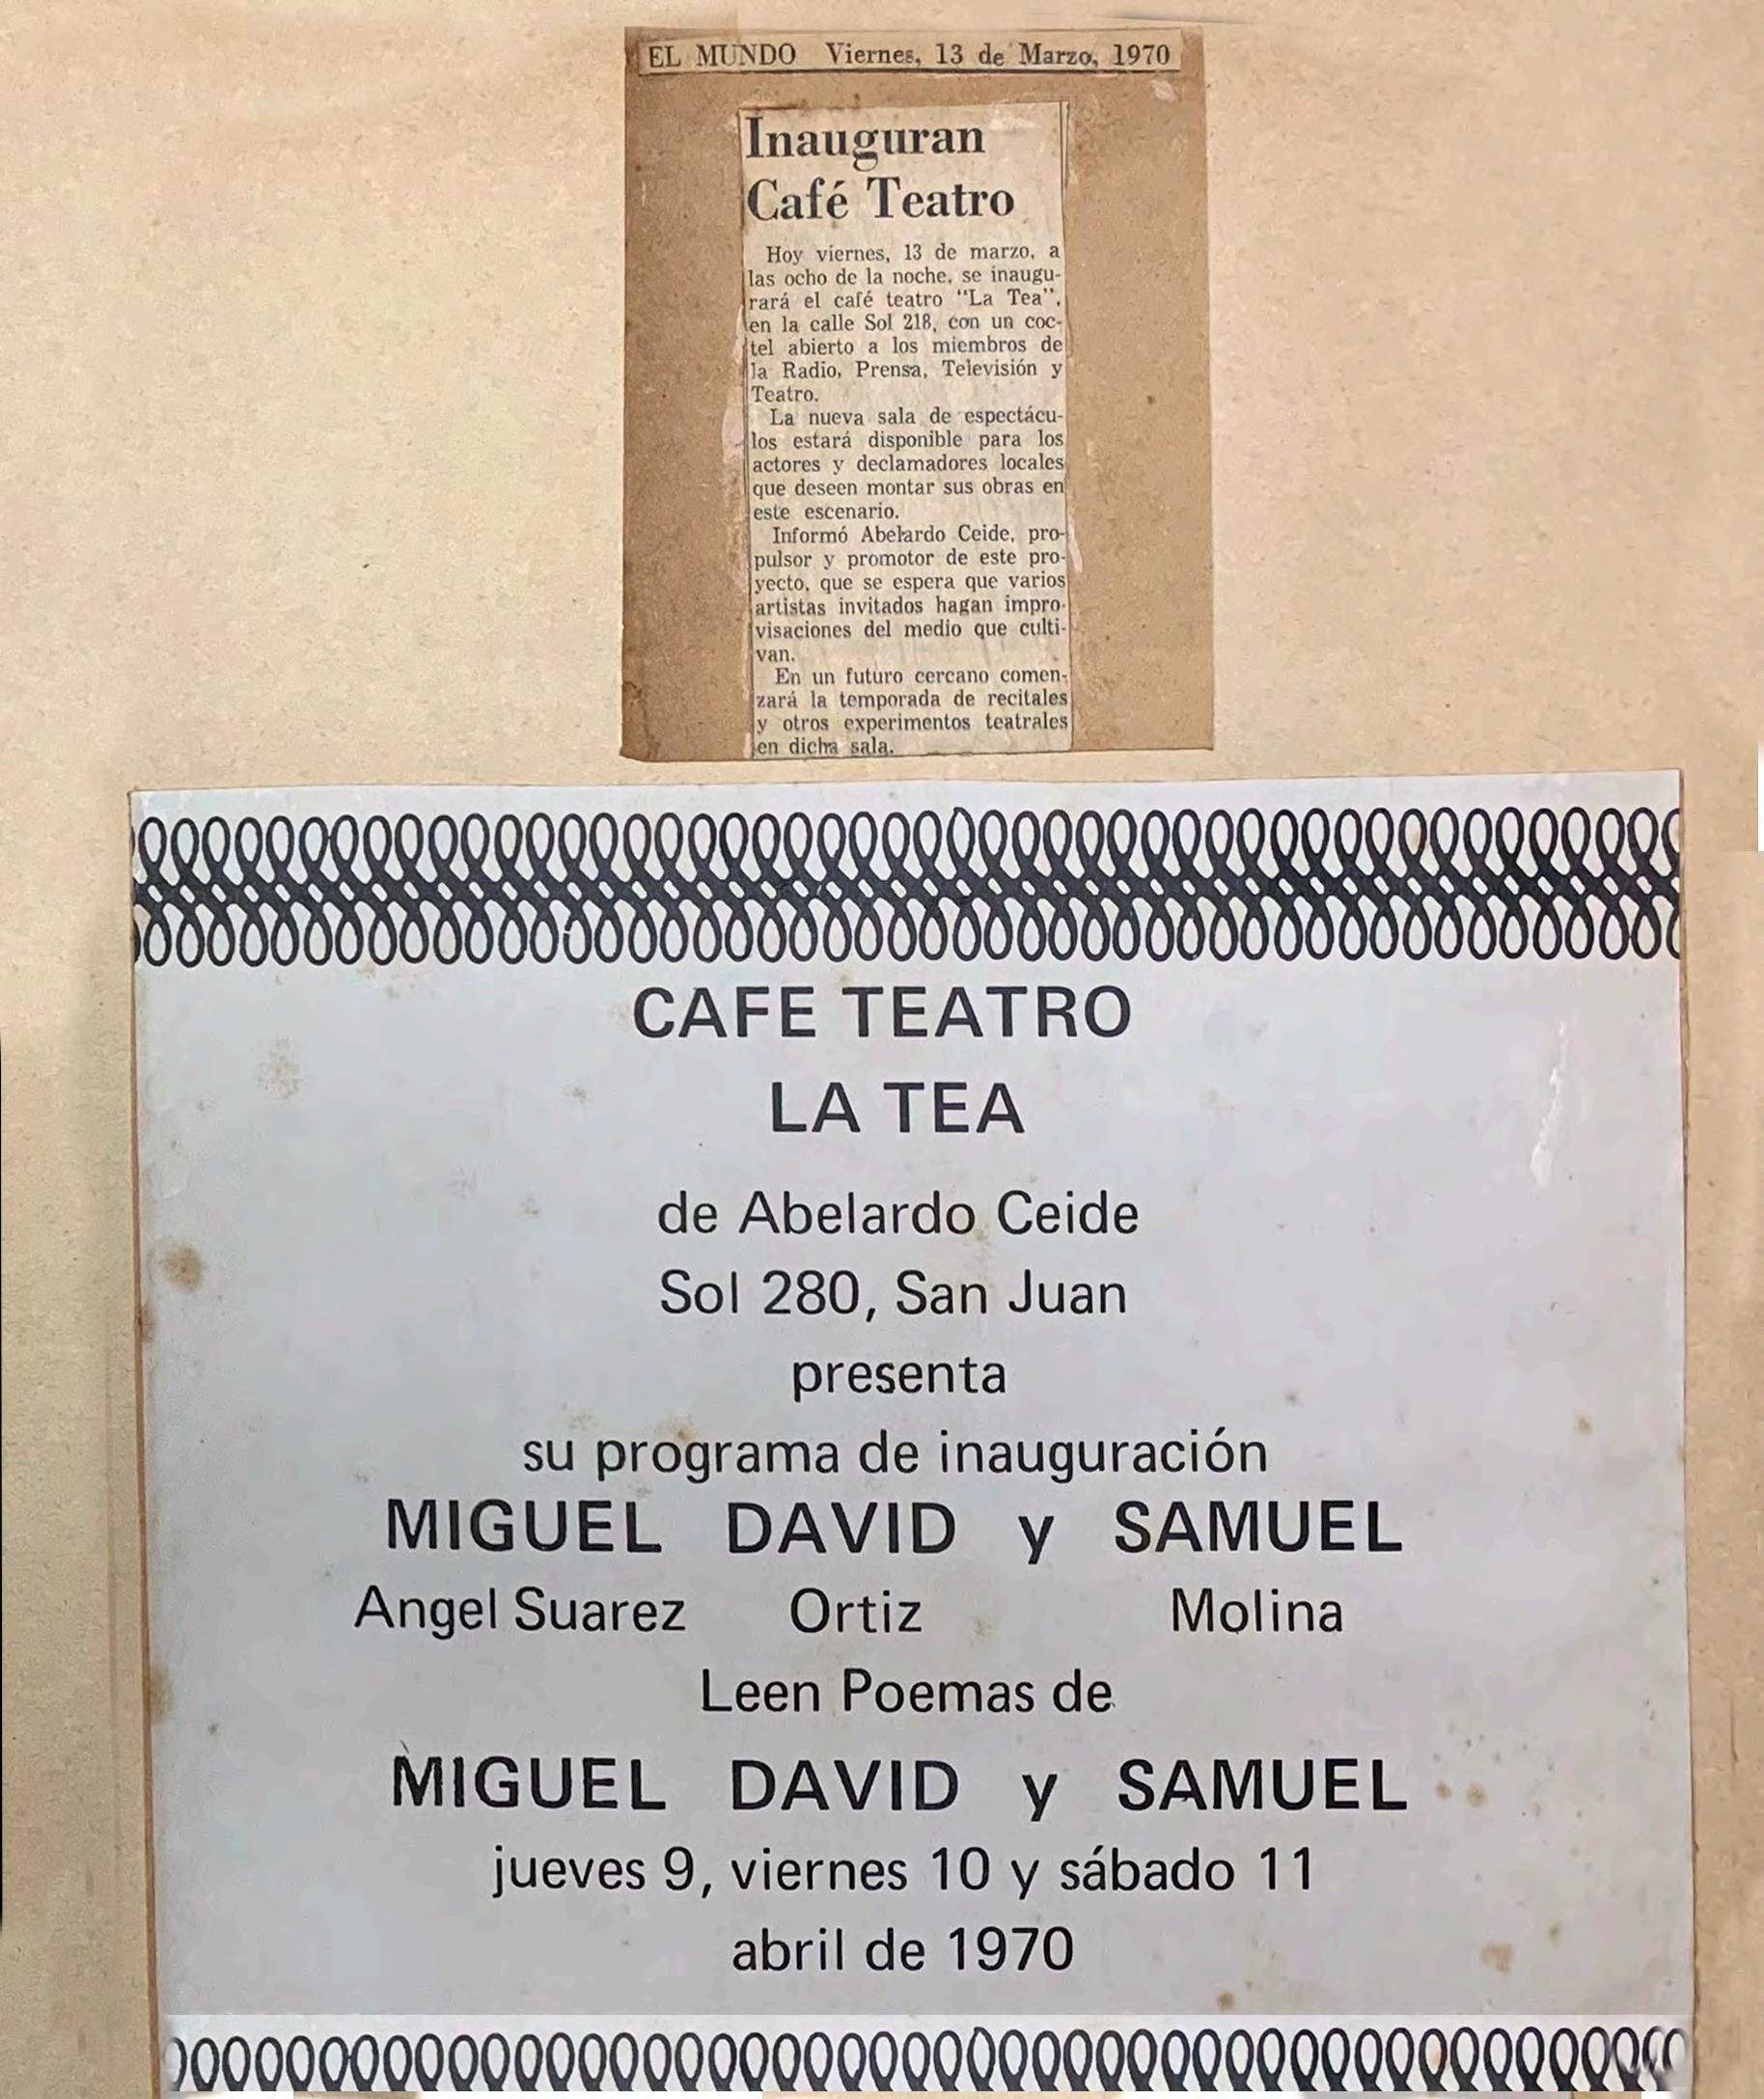 EL MUNDO Viernes, 13 de Marzo, 1970
Inauguran
Café Teatro
Hoy viernes, 13 de marzo, a
las ocho de la noche, se inaugu-
rará el café teatro "La Tea",
en la calle Sol 218, con un coc-
tel abierto a los miembros de
la Radio, Prensa, Televisión y
Teatro.
La nueva sala de espectácu-
los estará disponible para los
actores y declamadores locales
que deseen montar sus obras en
este escenario.
Informó Abelardo Ceide, pro-
pulsor y promotor de este pro-
yecto, que se espera que varios
artistas invitados hagan impro-
visaciones del medio que culti-
van.
En un futuro cercano comen-
zará la temporada de recitales
y otros experimentos teatrales
en dicha sala.
CAFE TEATRO
LA TEA
de Abelardo Ceide
Sol 280, San Juan
presenta
su programa de inauguración
MIGUEL DAVID y SAMUEL
Angel Suarez Ortiz Molina
Leen Poemas de
MIGUEL DAVID y SAMUEL
jueves 9, viernes 10 y sábado 11
abril de 1970